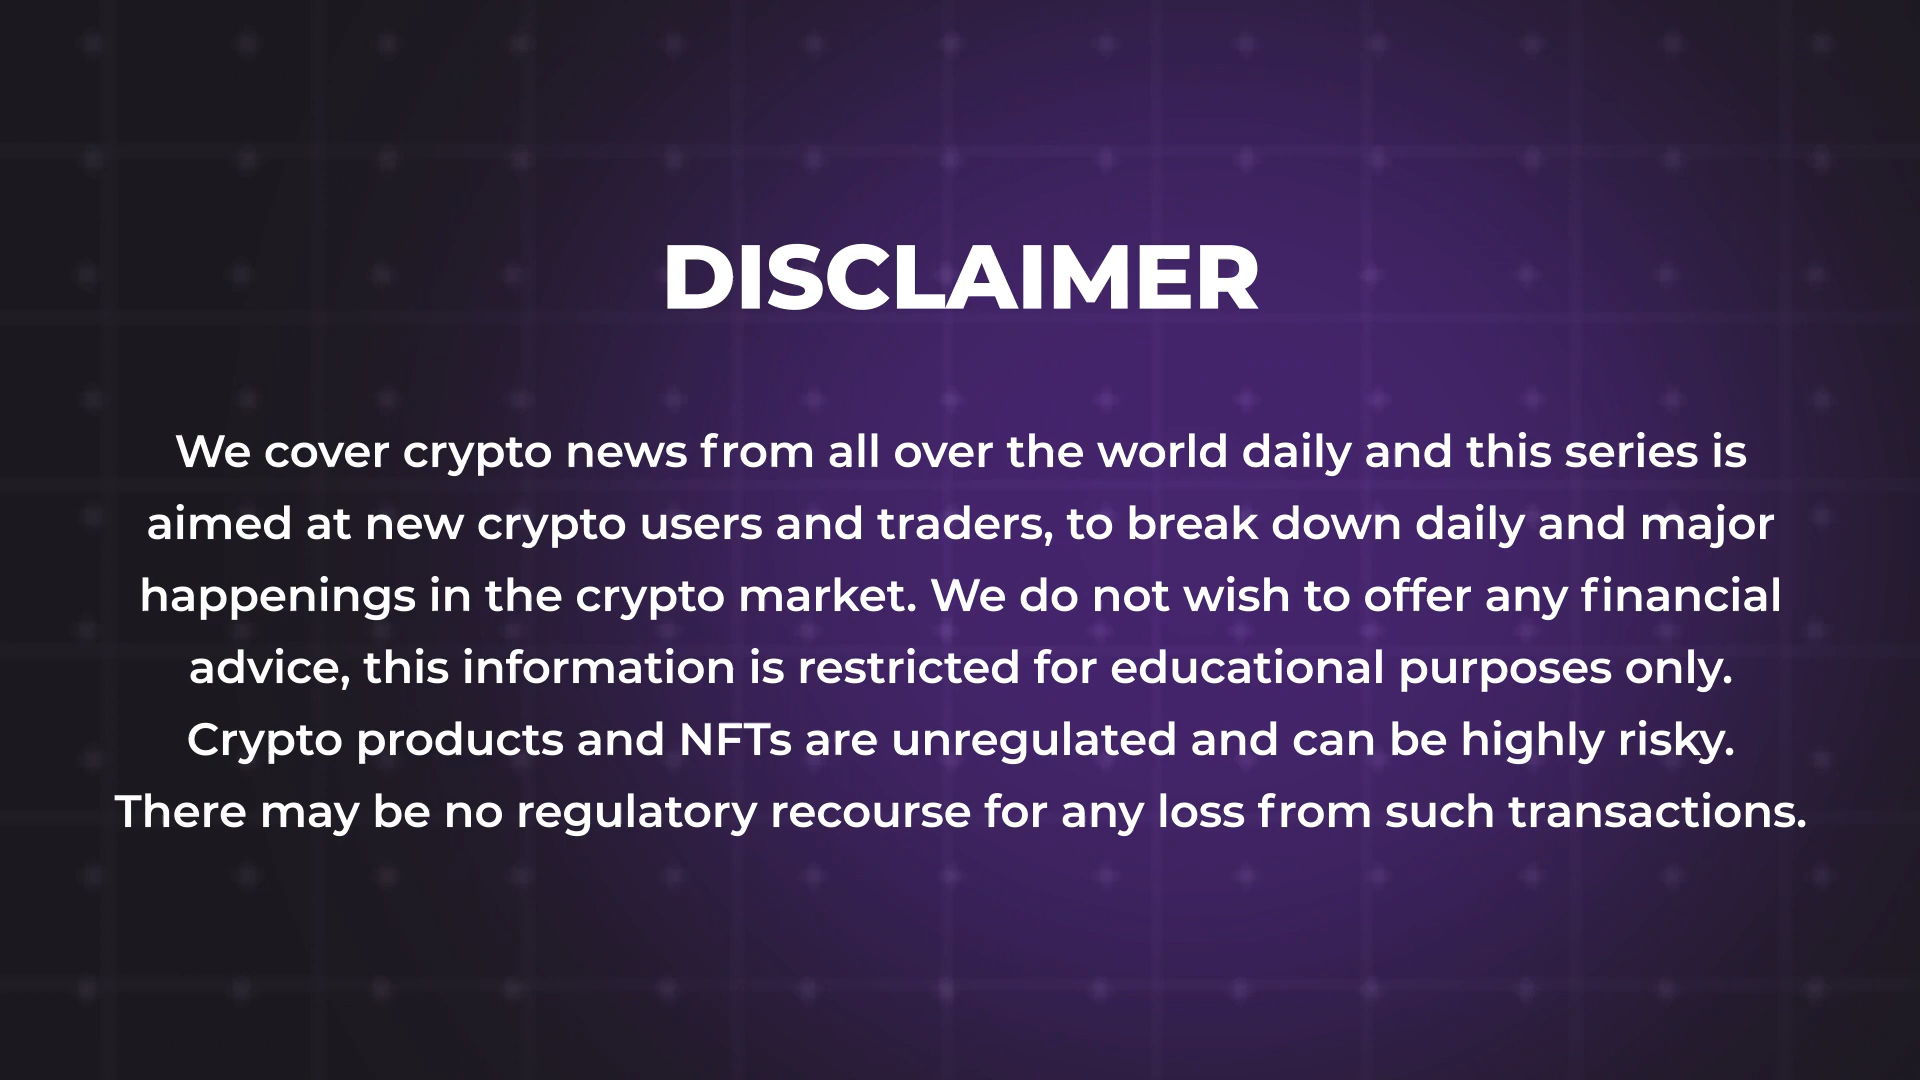 DISCLAIMER
We cover crypto news from all over the world daily and this series is
aimed at new crypto users and traders, to break down daily and major
happenings in the crypto market. We do not wish to offer any financial
advice, this information is restricted for educational purposes only.
Crypto products and NFTs are unregulated and can be highly risky.
There may be no regulatory recourse for any loss from such transactions.